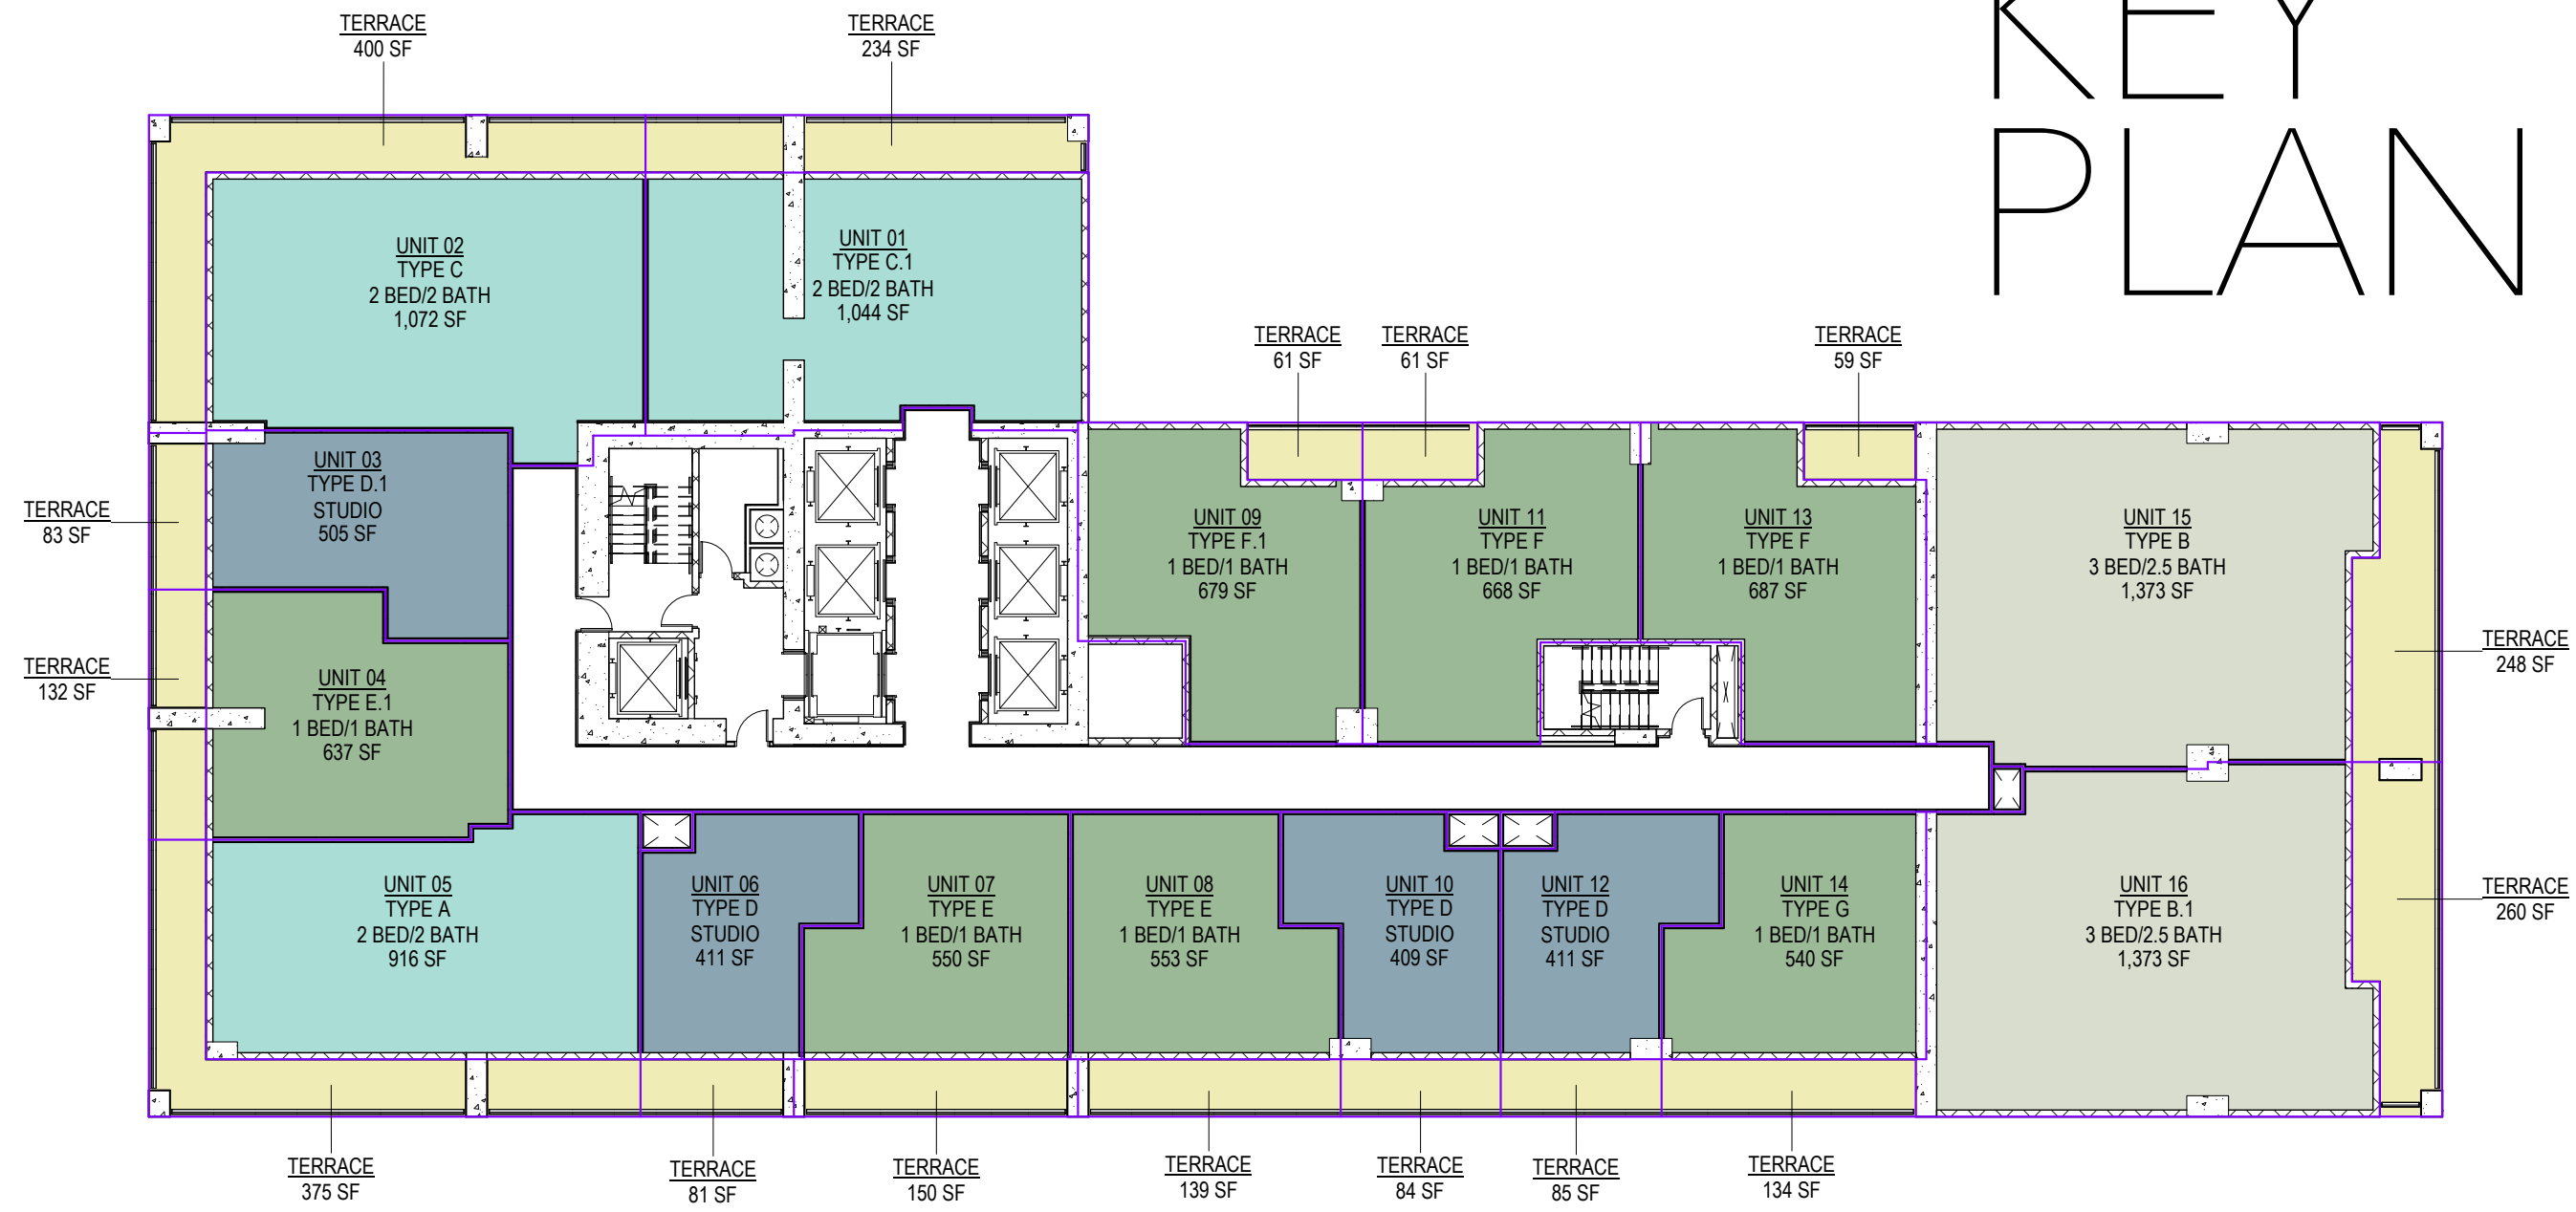 KEY
PLAN
TERRACE
400 SF
TERRACE
234 SF
UNIT 02
TYPE C
2 BED/2 BATH
1,072 SF
UNIT 01
TYPE C.1
2 BED/2 BATH
1,044 SF
TERRACE
61 SF
TERRACE
61 SF
TERRACE
59 SF
UNIT 03
TYPE D.1
STUDIO
505 SF
TERRACE
83 SF
UNIT 09
TYPE F.1
1 BED/1 BATH
679 SF
UNIT 11
TYPE F
1 BED/1 BATH
668 SF
UNIT 13
TYPE F
1 BED/1 BATH
687 SF
UNIT 15
TYPE B
3 BED/2.5 BATH
1,373 SF
TERRACE
248 SF
TERRACE
132 SF
UNIT 04
TYPE E.1
1 BED/1 BATH
637 SF
UNIT 05
TYPE A
2 BED/2 BATH
916 SF
UNIT 06
TYPE D
STUDIO
411 SF
UNIT 07
TYPE E
1 BED/1 BATH
550 SF
UNIT 08
TYPE E
1 BED/1 BATH
553 SF
UNIT 10
TYPE D
STUDIO
409 SF
UNIT 12
TYPE D
STUDIO
411 SF
UNIT 14
TYPE G
1 BED/1 BATH
540 SF
UNIT 16
TYPE B.1
3 BED/2.5 BATH
1,373 SF
TERRACE
260 SF
TERRACE
375 SF
TERRACE
81 SF
TERRACE
150 SF
TERRACE
139 SF
TERRACE
84 SF
TERRACE
85 SF
TERRACE
134 SF